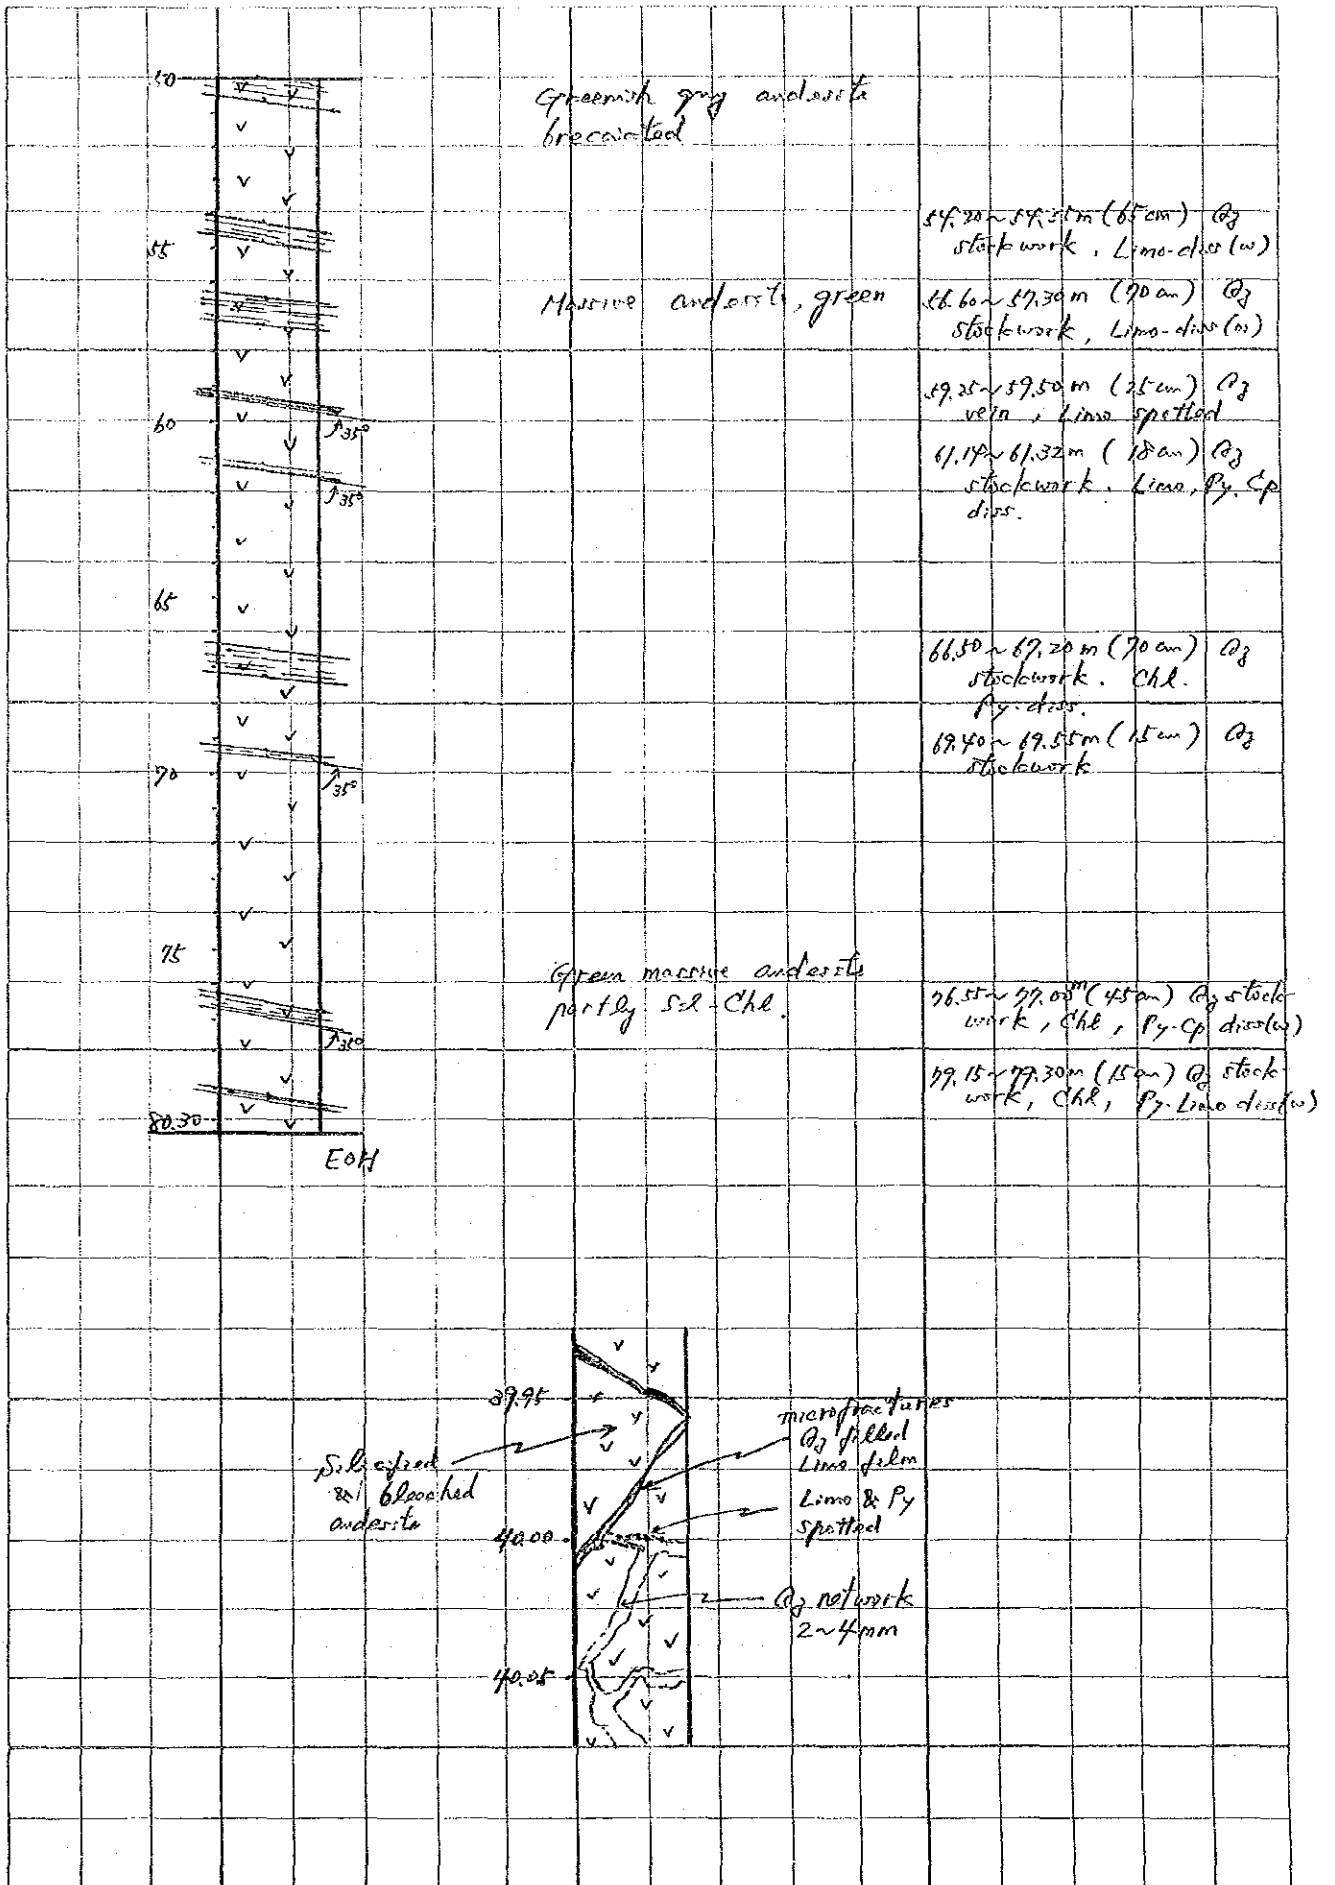 50
Greenish gray andesite
brecciated
54.20~54.55m (65cm) Qz
stockwork. Limo-diss (w)
55
Massive andesite, green
56.60~57.30m (70cm) Qz
stockwork, Limo-diss (m)
59.25~59.50m (25cm) Qz
vein, Limo spotted
60
35°
61.14~61.32m (18cm) Qz
stockwork. Limo, Py. Cp
diss.
35°
65
66.50~67.20m (70cm) Qz
stockwork. Chl.
Py-diss.
69.40~69.55m (15cm) Qz
stockwork
70
35°
75
Green massive andesite
partly Sil-Chl.
76.55~77.00m (45cm) Qz stock
work, Chl, Py-Cp diss(w)
35°
79.15~79.30m (15cm) Qz stock
work, Chl, Py-Limo diss(w)
80.30
EOH
39.95
microfractures
Qz filled
Limo film
Silicified
& bleached
andesite
Limo & Py
spotted
40.00
Qz network
2~4mm
40.05